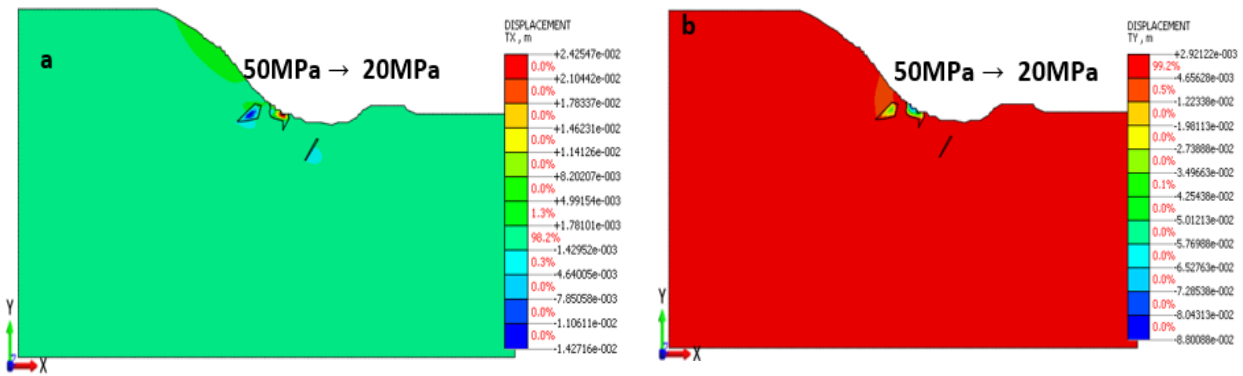 a
50MPa → 20MPa
DISPLACEMENT
TX , m
+2.42547e-002
0.0%
+2.10442e-002
0.0%
+1.78337e-002
0.0%
+1.46231e-002
0.0%
+1.14126e-002
0.0%
+8.20207e-003
0.0%
+4.99154e-003
1.3%
+1.78101e-003
98.2%
-1.42952e-003
0.3%
-4.64005e-003
0.0%
-7.85058e-003
0.0%
-1.10611e-002
0.0%
-1.42716e-002
Y
Z
X
b
50MPa → 20MPa
DISPLACEMENT
TY , m
+2.92122e-003
99.2%
-4.65628e-003
0.5%
-1.22338e-002
0.0%
-1.98113e-002
0.0%
-2.73888e-002
0.0%
-3.49663e-002
0.1%
-4.25438e-002
0.0%
-5.01213e-002
0.0%
-5.76988e-002
0.0%
-6.52763e-002
0.0%
-7.28538e-002
0.0%
-8.04313e-002
0.0%
-8.80088e-002
Y
Z
X